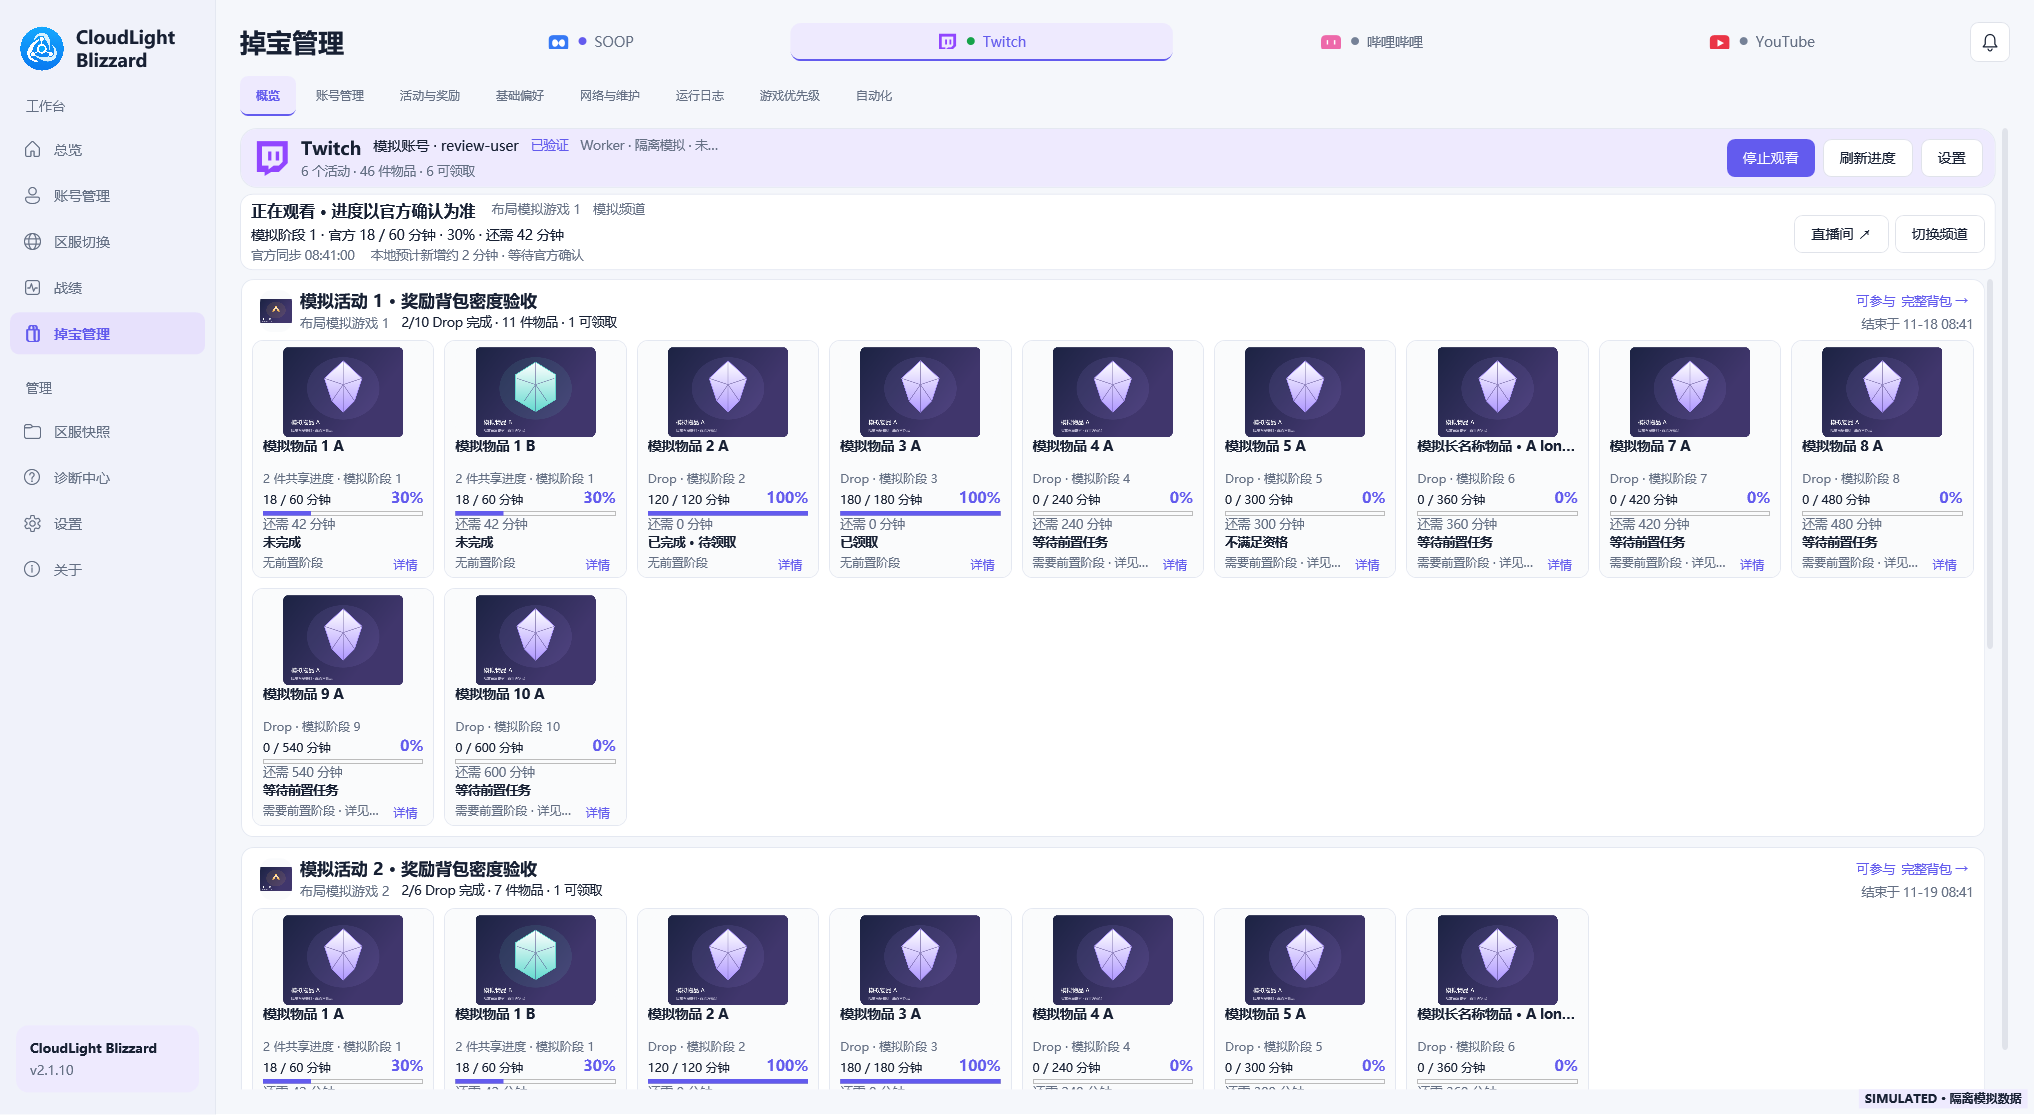 CloudLight
Blizzard
工作台
总览
账号管理
区服切换
战绩
掉宝管理
管理
区服快照
诊断中心
设置
关于
CloudLight Blizzard
v2.1.10
掉宝管理
SOOP
Twitch
哔哩哔哩
YouTube
概览 账号管理 活动与奖励 基础偏好 网络与维护 运行日志 游戏优先级 自动化
Twitch 模拟账号 · review-user 已验证 Worker · 隔离模拟 · 未...
6 个活动 · 46 件物品 · 6 可领取
停止观看 刷新进度 设置
正在观看 • 进度以官方确认为准 布局模拟游戏 1 模拟频道
模拟阶段 1 · 官方 18 / 60 分钟 · 30% · 还需 42 分钟
官方同步 08:41:00 本地预计新增约 2 分钟 · 等待官方确认
直播间 ↗ 切换频道
模拟活动 1 • 奖励背包密度验收
布局模拟游戏 1 2/10 Drop 完成 · 11 件物品 · 1 可领取
可参与 完整背包 →
结束于 11-18 08:41
模拟物品 1 A
2 件共享进度 · 模拟阶段 1
18 / 60 分钟 30%
还需 42 分钟
未完成
无前置阶段 详情
模拟物品 1 B
2 件共享进度 · 模拟阶段 1
18 / 60 分钟 30%
还需 42 分钟
未完成
无前置阶段 详情
模拟物品 2 A
Drop · 模拟阶段 2
120 / 120 分钟 100%
还需 0 分钟
已完成 • 待领取
无前置阶段 详情
模拟物品 3 A
Drop · 模拟阶段 3
180 / 180 分钟 100%
还需 0 分钟
已领取
无前置阶段 详情
模拟物品 4 A
Drop · 模拟阶段 4
0 / 240 分钟 0%
还需 240 分钟
等待前置任务
需要前置阶段 · 详见... 详情
模拟物品 5 A
Drop · 模拟阶段 5
0 / 300 分钟 0%
还需 300 分钟
不满足资格
需要前置阶段 · 详见... 详情
模拟长名称物品 • A lon...
Drop · 模拟阶段 6
0 / 360 分钟 0%
还需 360 分钟
等待前置任务
需要前置阶段 · 详见... 详情
模拟物品 7 A
Drop · 模拟阶段 7
0 / 420 分钟 0%
还需 420 分钟
等待前置任务
需要前置阶段 · 详见... 详情
模拟物品 8 A
Drop · 模拟阶段 8
0 / 480 分钟 0%
还需 480 分钟
等待前置任务
需要前置阶段 · 详见... 详情
模拟物品 9 A
Drop · 模拟阶段 9
0 / 540 分钟 0%
还需 540 分钟
等待前置任务
需要前置阶段 · 详见... 详情
模拟物品 10 A
Drop · 模拟阶段 10
0 / 600 分钟 0%
还需 600 分钟
等待前置任务
需要前置阶段 · 详见... 详情
模拟活动 2 • 奖励背包密度验收
布局模拟游戏 2 2/6 Drop 完成 · 7 件物品 · 1 可领取
可参与 完整背包 →
结束于 11-19 08:41
模拟物品 1 A
2 件共享进度 · 模拟阶段 1
18 / 60 分钟 30%
模拟物品 1 B
2 件共享进度 · 模拟阶段 1
18 / 60 分钟 30%
模拟物品 2 A
Drop · 模拟阶段 2
120 / 120 分钟 100%
模拟物品 3 A
Drop · 模拟阶段 3
180 / 180 分钟 100%
模拟物品 4 A
Drop · 模拟阶段 4
0 / 240 分钟 0%
模拟物品 5 A
Drop · 模拟阶段 5
0 / 300 分钟 0%
模拟长名称物品 • A lon...
Drop · 模拟阶段 6
0 / 360 分钟 0%
SIMULATED • 隔离模拟数据